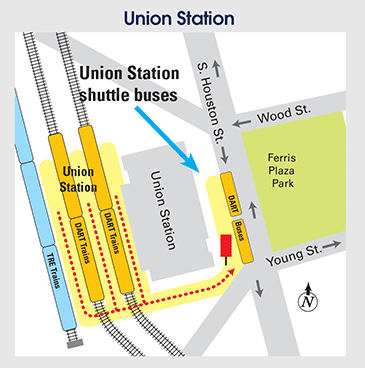 Union Station
Union Station
shuttle buses
S. Houston St.
Wood St.
Union
Station
Union Station
Ferris
Plaza
Park
DART
Buses
Young St.
DART Trains
DART Trains
TRE Trains
N